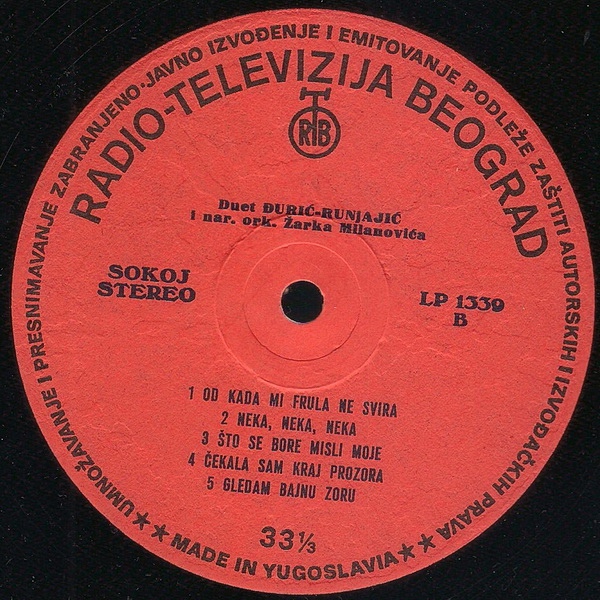 UMNOŽAVANJE I PRESNIMAVANJE ZABRANJENO·JAVNO IZVOĐENJE I EMITOVANJE PODLEŽE ZAŠTITI AUTORSKIH I IZVOĐAČKIH PRAVA
RADIO-TELEVIZIJA BEOGRAD
RTB
Duet ĐURIĆ-RUNJAJIĆ
i nar. ork. Žarka Milanovića
SOKOJ
STEREO
LP 1339
B
1 OD KADA MI FRULA NE SVIRA
2 NEKA, NEKA, NEKA
3 ŠTO SE BORE MISLI MOJE
4 ČEKALA SAM KRAJ PROZORA
5 GLEDAM BAJNU ZORU
33⅓
★★ MADE IN YUGOSLAVIA ★★